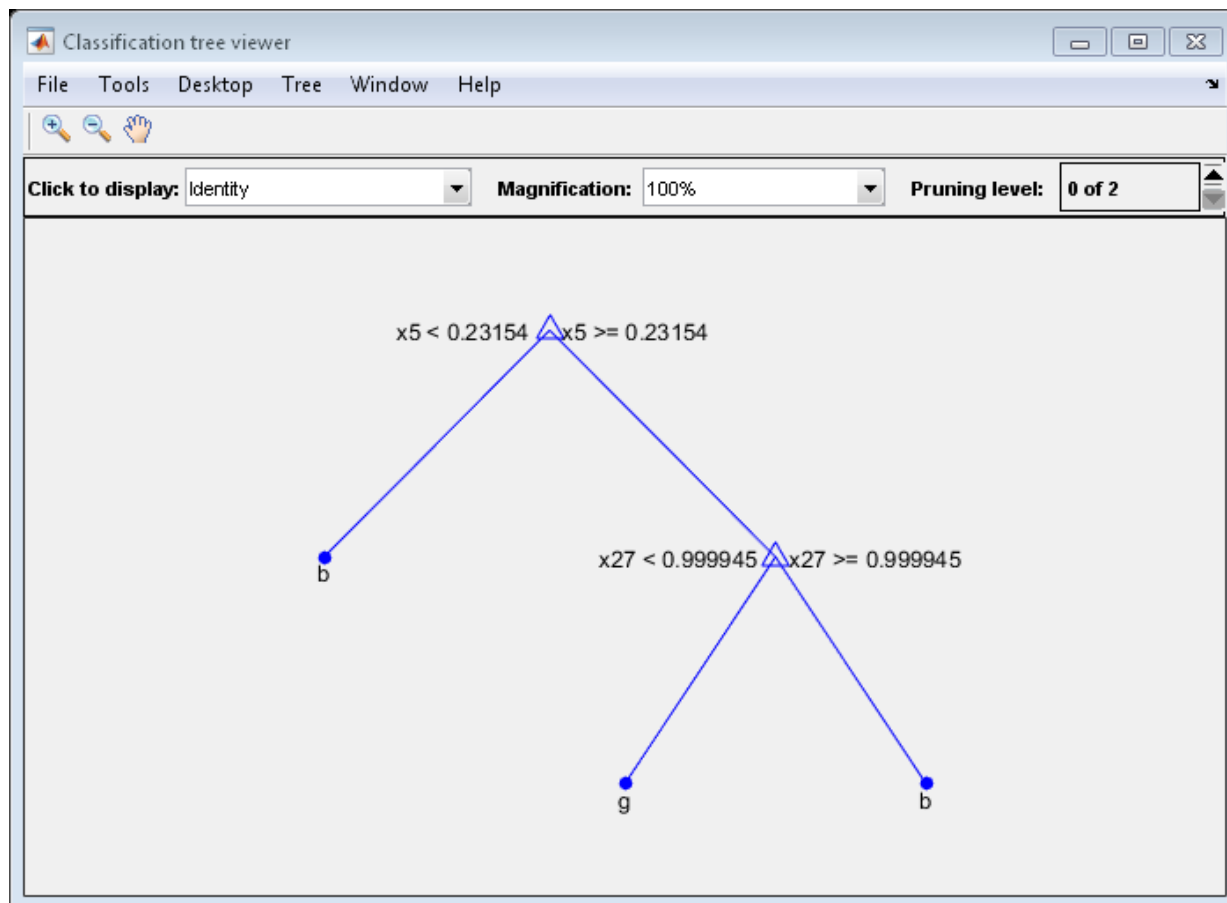 Classification tree viewer
File Tools Desktop Tree Window Help
Click to display: Identity Magnification: 100% Pruning level: 0 of 2
x5 < 0.23154 x5 >= 0.23154
b
x27 < 0.999945 x27 >= 0.999945
g b